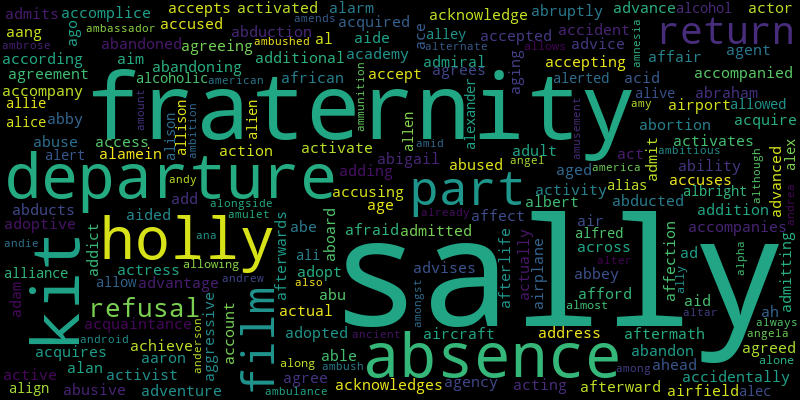 admits accomplice accepts activated alarm acknowledge abruptly advance alcohol actor
aang ago ambassador accused amends acquired ace accepted accident return
ambrose abandoned agreeing abduction ambushed al aide alley alternate advice allows amnesia affair agent
according aim abandoning additional academy admiral aging accepting
agreement alcoholic american african accept agrees alerted acid accompanied
accompany fraternity alive abraham
allie amount allison alien ammunition alexander amy airport allowed
alice abby alison ambition allen abortion acquire
abuse access activate amid adult amusement admit activates alex
alert alamein action abigail abused angel act ability although advanced
departure andy adding part aged america accuses ambitious
abducts add alongside accusing activity alias albright
adoptive aided amulet age already affect albert abducted addition andrea
andie addict holly ana aboard abe afraid admitted air alfred accompanies
kit afterwards ali sally actually airplane afterlife across affection ad alpha admitting
alliance actress allowing adopt advises abbey alter ally
adam allow advantage andrew also amongst afford aid
refusal film abu almost altar ah
acquaintance account actual aircraft address aftermath always
android anderson aggressive adopted ancient angela
acquires achieve able absence among abandon agreed
alan aaron along ambush ahead alone
active activist agree agency accidentally
align abusive adventure ambulance acknowledges acting afterward airfield alec